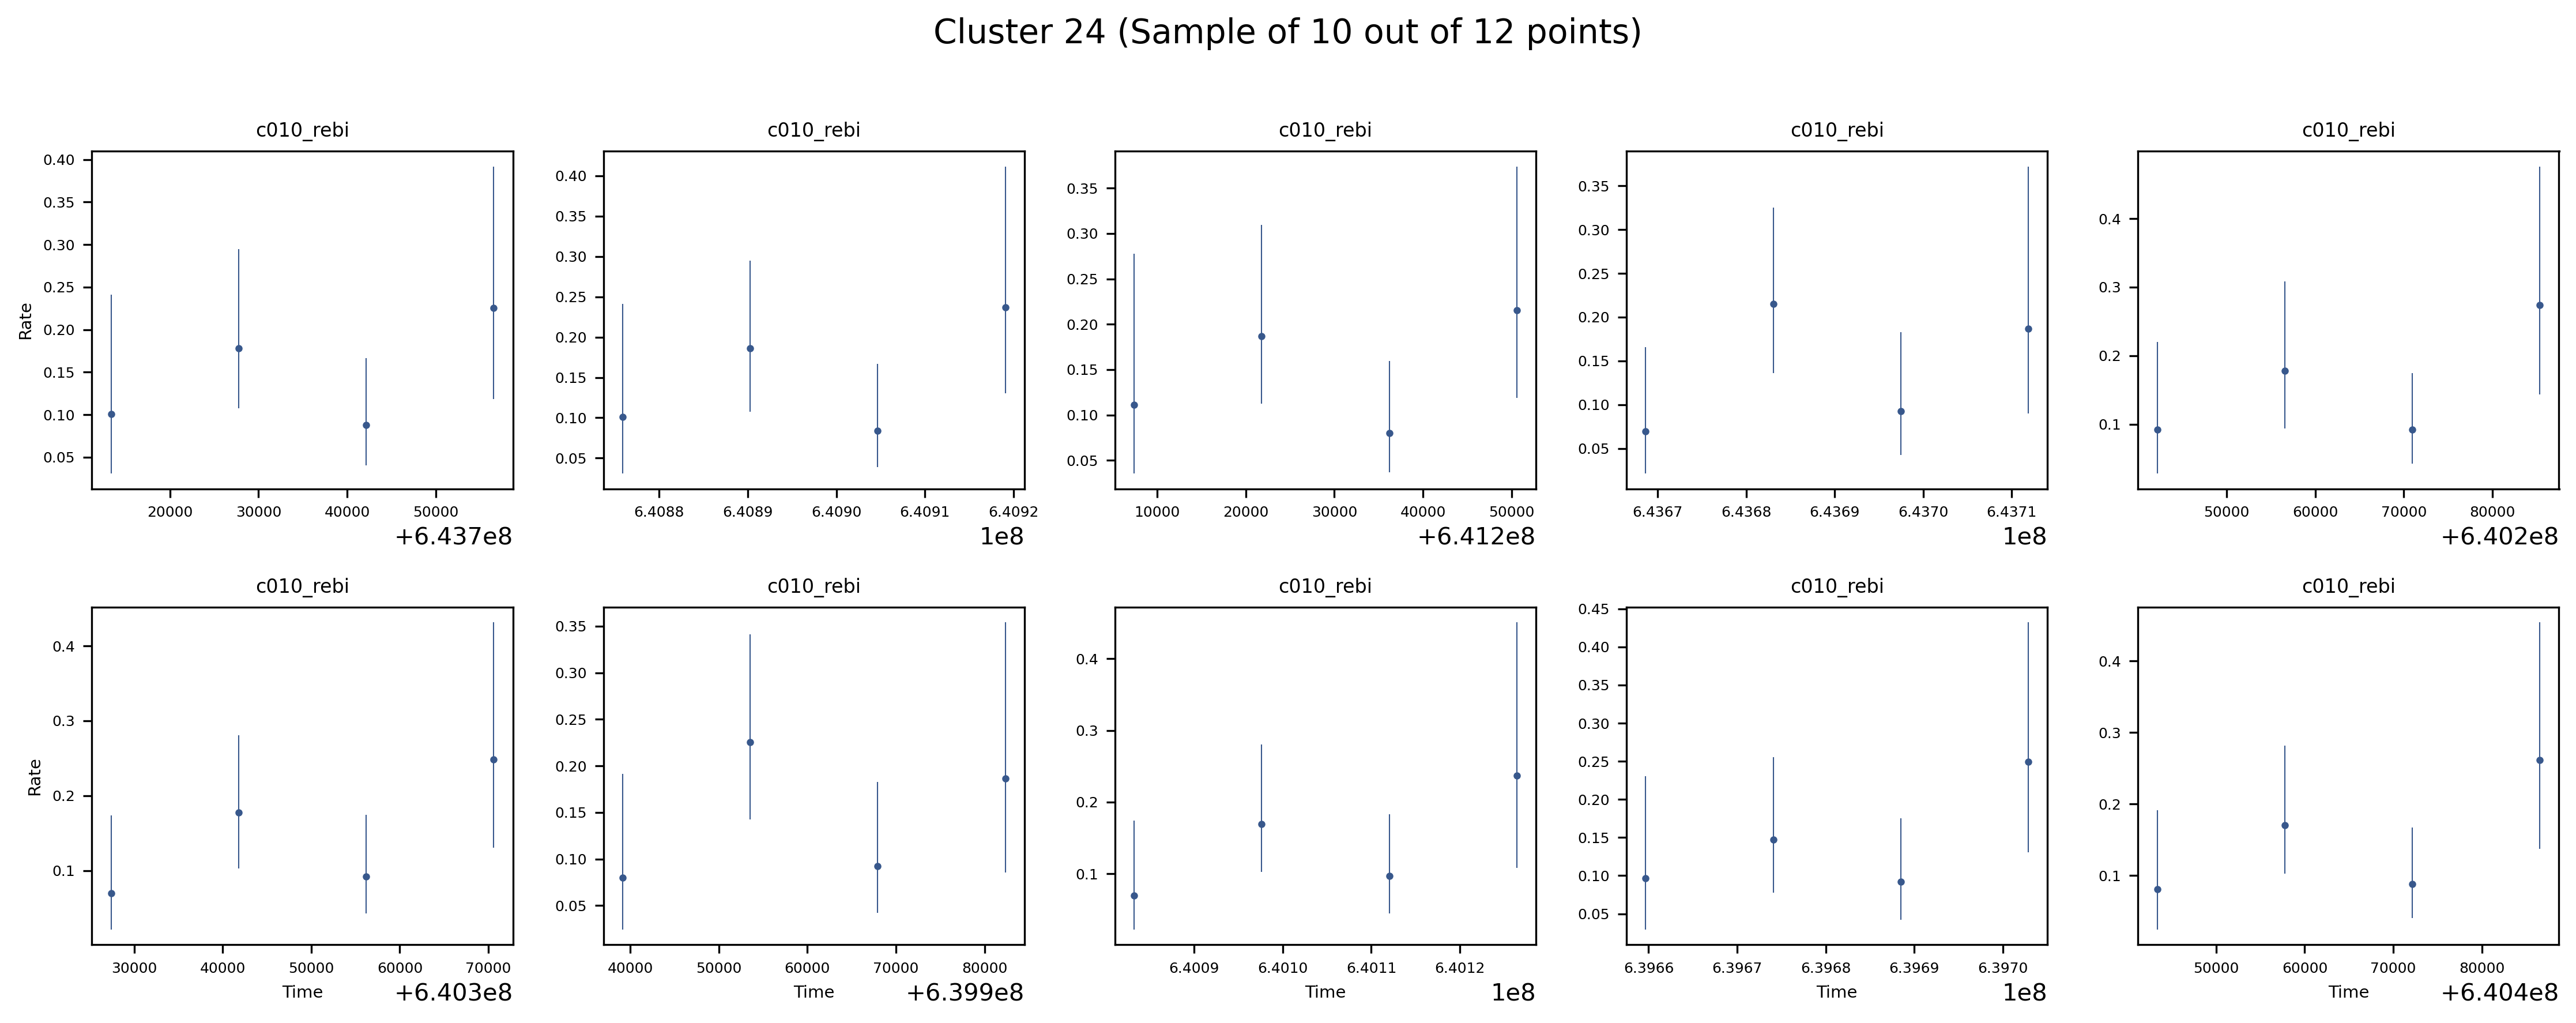 Cluster 24 (Sample of 10 out of 12 points)
c010_rebi c010_rebi c010_rebi c010_rebi c010_rebi
Rate
0.40 0.35 0.30 0.25 0.20 0.15 0.10 0.05
20000 30000 40000 50000
+6.437e8
0.40 0.35 0.30 0.25 0.20 0.15 0.10 0.05
6.4088 6.4089 6.4090 6.4091 6.4092
1e8
0.35 0.30 0.25 0.20 0.15 0.10 0.05
10000 20000 30000 40000 50000
+6.412e8
0.35 0.30 0.25 0.20 0.15 0.10 0.05
6.4367 6.4368 6.4369 6.4370 6.4371
1e8
0.4 0.3 0.2 0.1
50000 60000 70000 80000
+6.402e8
c010_rebi c010_rebi c010_rebi c010_rebi c010_rebi
Rate
0.4 0.3 0.2 0.1
30000 40000 50000 60000 70000
Time +6.403e8
0.35 0.30 0.25 0.20 0.15 0.10 0.05
40000 50000 60000 70000 80000
Time +6.399e8
0.4 0.3 0.2 0.1
6.4009 6.4010 6.4011 6.4012
Time 1e8
0.45 0.40 0.35 0.30 0.25 0.20 0.15 0.10 0.05
6.3966 6.3967 6.3968 6.3969 6.3970
Time 1e8
0.4 0.3 0.2 0.1
50000 60000 70000 80000
Time +6.404e8